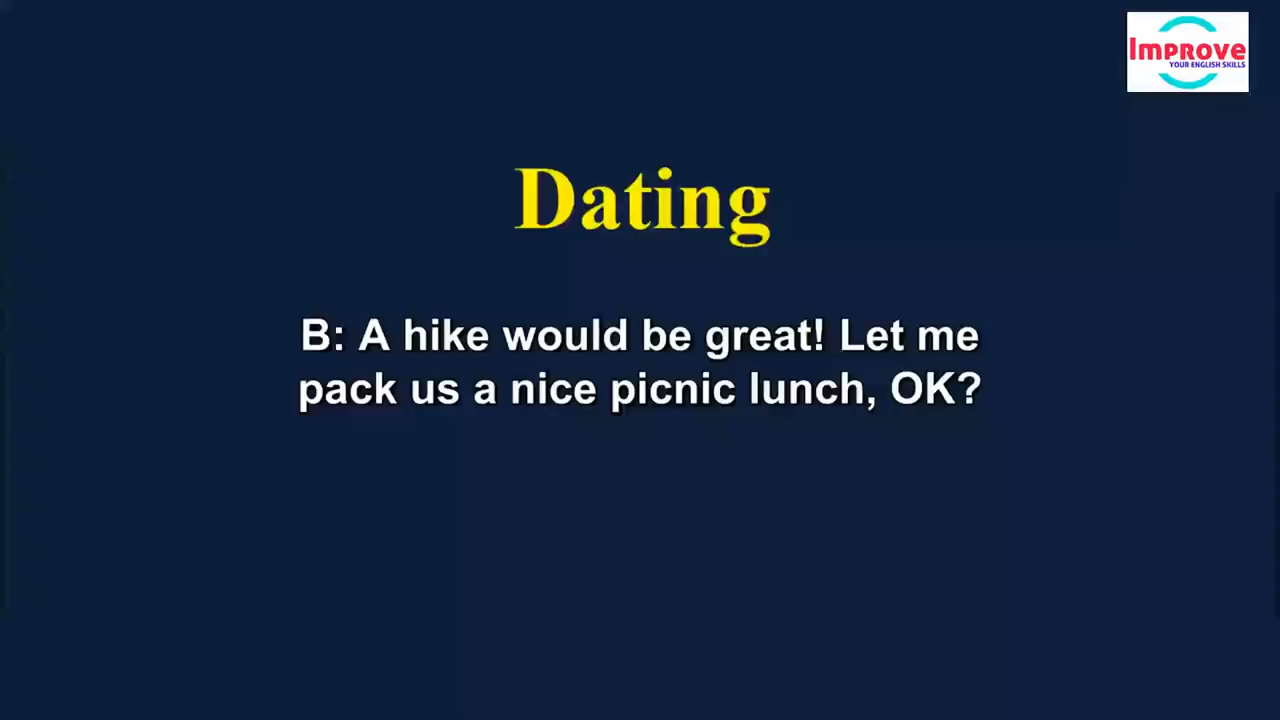 Improve
YOUR ENGLISH SKILLS
Dating
B: A hike would be great! Let me
pack us a nice picnic lunch, OK?